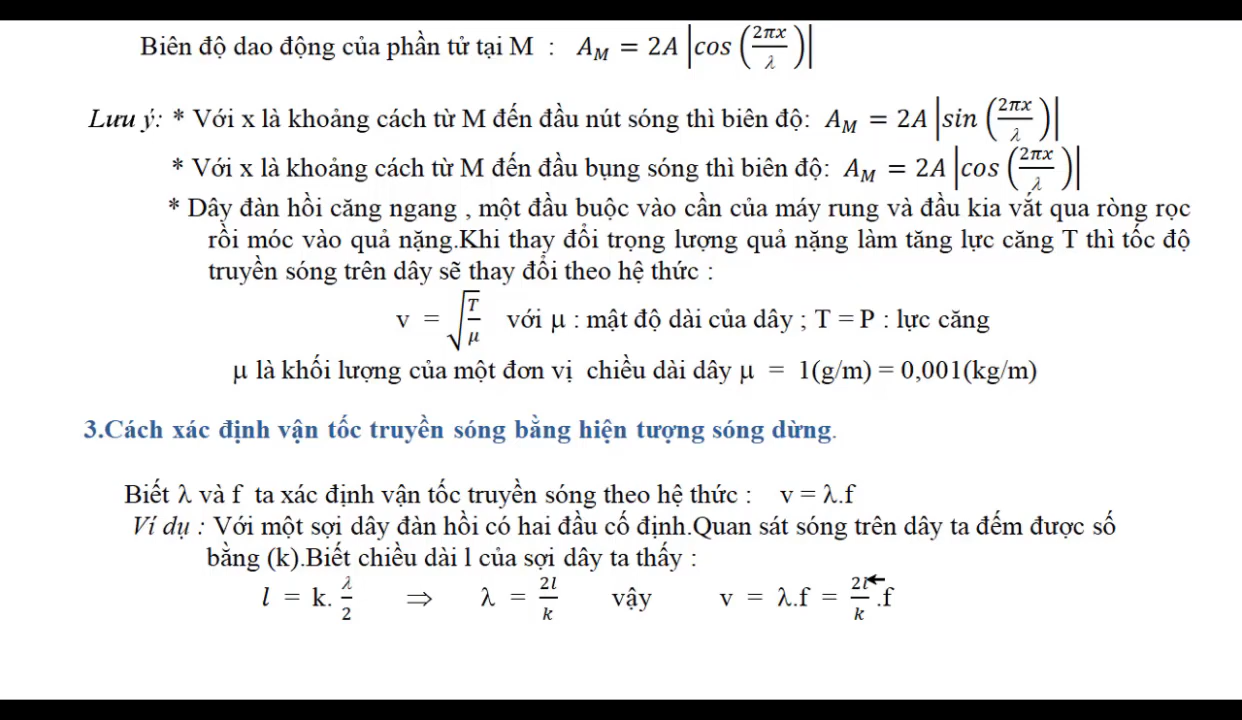 Biên độ dao động của phần tử tại M : A_M = 2A |cos (2πx/λ)|
Lưu ý: * Với x là khoảng cách từ M đến đầu nút sóng thì biên độ: A_M = 2A |sin (2πx/λ)|
* Với x là khoảng cách từ M đến đầu bụng sóng thì biên độ: A_M = 2A |cos (2πx/λ)|
* Dây đàn hồi căng ngang , một đầu buộc vào cần của máy rung và đầu kia vắt qua ròng rọc
rồi móc vào quả nặng.Khi thay đổi trọng lượng quả nặng làm tăng lực căng T thì tốc độ
truyền sóng trên dây sẽ thay đổi theo hệ thức :
v = √(T/μ) với μ : mật độ dài của dây ; T = P : lực căng
μ là khối lượng của một đơn vị chiều dài dây μ = 1(g/m) = 0,001(kg/m)
3.Cách xác định vận tốc truyền sóng bằng hiện tượng sóng dừng.
Biết λ và f ta xác định vận tốc truyền sóng theo hệ thức : v = λ.f
Ví dụ : Với một sợi dây đàn hồi có hai đầu cố định.Quan sát sóng trên dây ta đếm được số
bằng (k).Biết chiều dài l của sợi dây ta thấy :
l = k. λ/2 ⇒ λ = 2l/k vậy v = λ.f = 2l/k .f